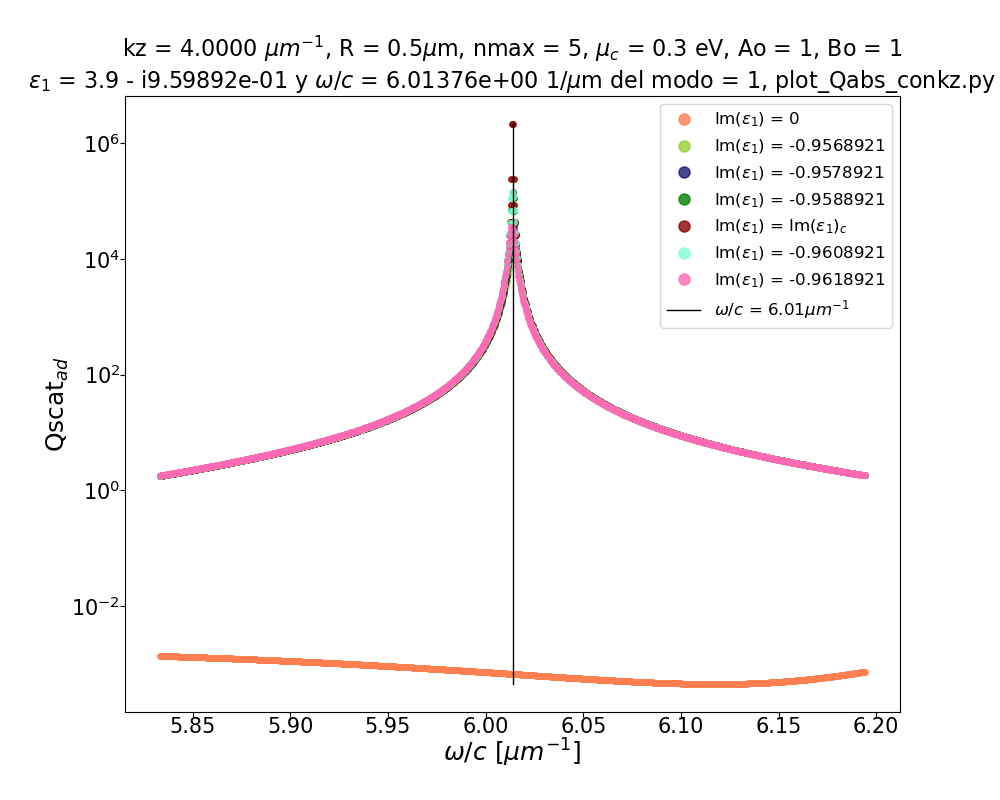 kz = 4.0000 μm⁻¹, R = 0.5μm, nmax = 5, μ_c = 0.3 eV, Ao = 1, Bo = 1
ε₁ = 3.9 - i9.59892e-01 y ω/c = 6.01376e+00 1/μm del modo = 1, plot_Qabs_conkz.py
Im(ε₁) = 0
Im(ε₁) = -0.9568921
Im(ε₁) = -0.9578921
Im(ε₁) = -0.9588921
Im(ε₁) = Im(ε₁)_c
Im(ε₁) = -0.9608921
Im(ε₁) = -0.9618921
ω/c = 6.01μm⁻¹
10⁶
10⁴
10²
10⁰
10⁻²
Qscat_ad
5.85 5.90 5.95 6.00 6.05 6.10 6.15 6.20
ω/c [μm⁻¹]